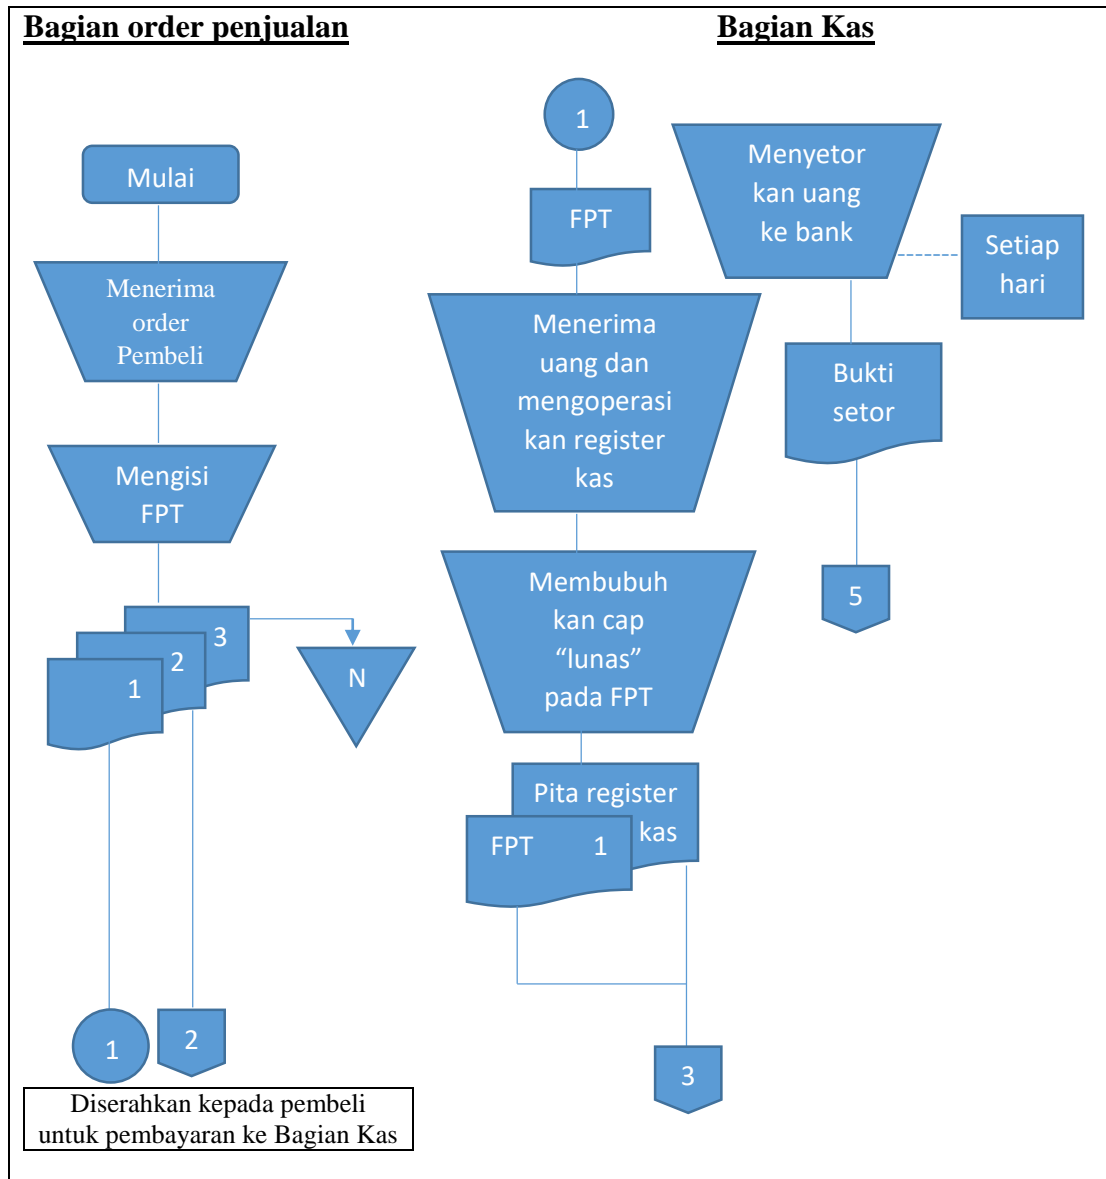 Bagian order penjualan
Mulai
Menerima
order
Pembeli
Mengisi
FPT
3
2
1
N
1
2
Diserahkan kepada pembeli
untuk pembayaran ke Bagian Kas
Bagian Kas
1
FPT
Menerima
uang dan
mengoperasi
kan register
kas
Membubuh
kan cap
“lunas”
pada FPT
Pita register
kas
FPT 1
3
Menyetor
kan uang
ke bank
Setiap
hari
Bukti
setor
5